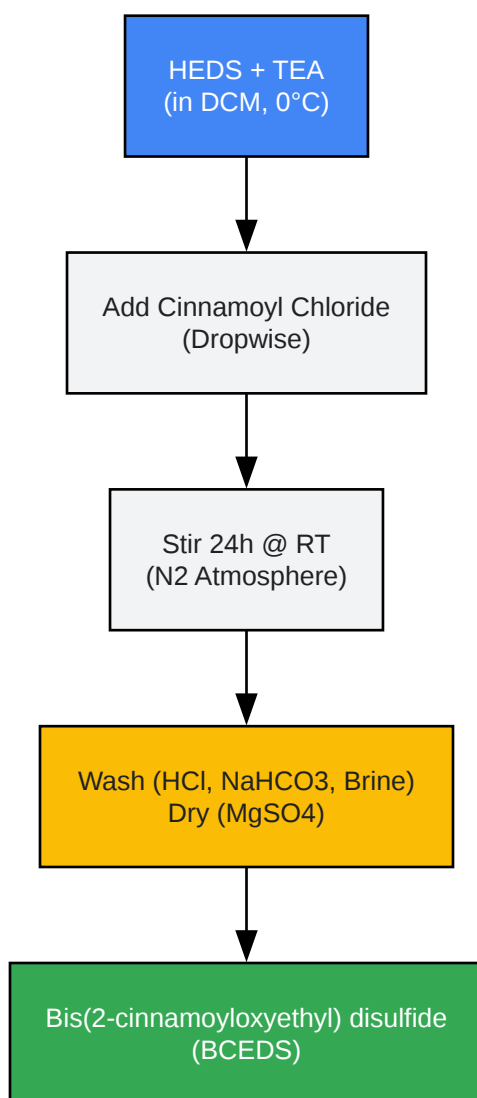 HEDS + TEA
(in DCM, 0°C)
Add Cinnamoyl Chloride
(Dropwise)
Stir 24h @ RT
(N2 Atmosphere)
Wash (HCl, NaHCO3, Brine)
Dry (MgSO4)
Bis(2-cinnamoyloxyethyl) disulfide
(BCEDS)